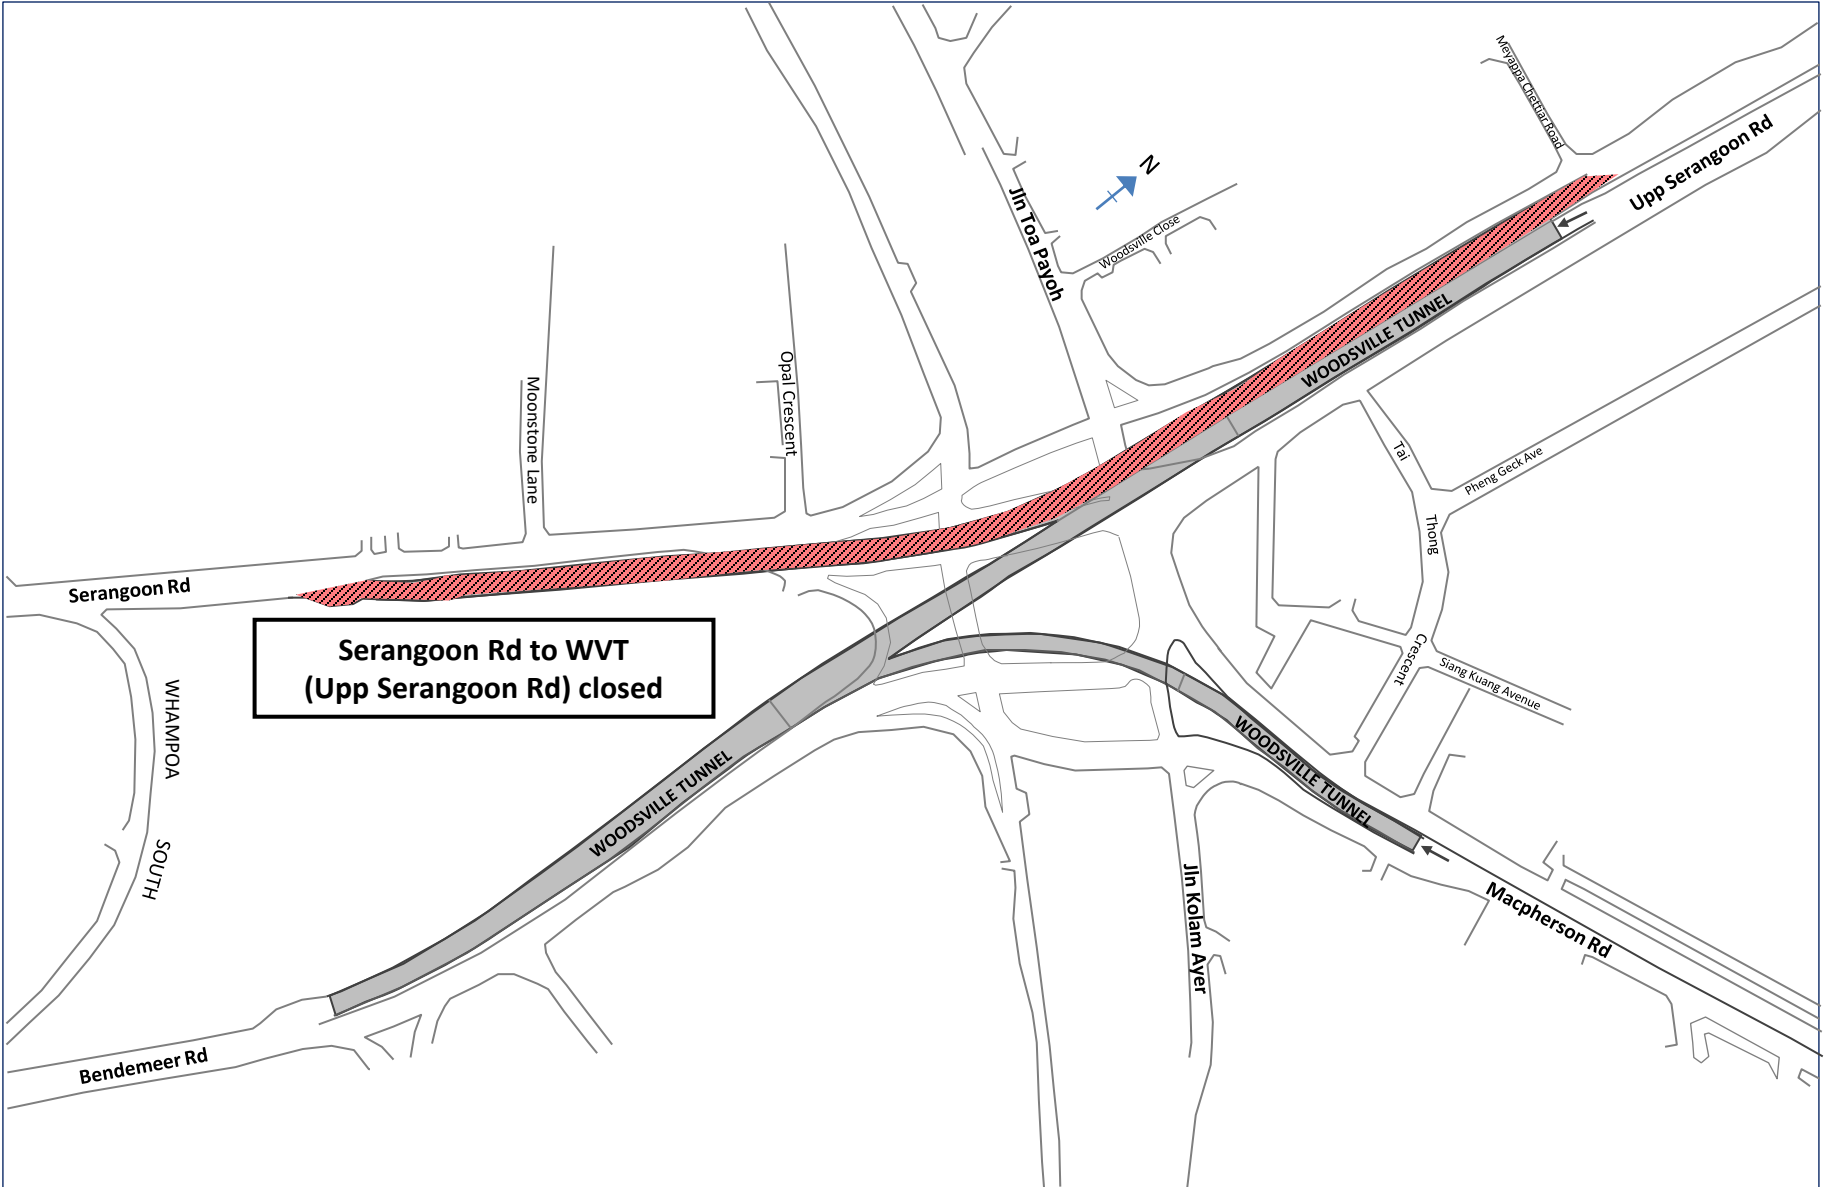 Meyappa Chettiar Road
Upp Serangoon Rd
N
Jln Toa Payoh
Woodsville Close
WOODSVILLE TUNNEL
Opal Crescent
Moonstone Lane
Tai
Thong
Crescent
Pheng Geck Ave
Siang Kuang Avenue
Serangoon Rd
Serangoon Rd to WVT
(Upp Serangoon Rd) closed
WHAMPOA
SOUTH
WOODSVILLE TUNNEL
WOODSVILLE TUNNEL
Jln Kolam Ayer
Macpherson Rd
Bendemeer Rd